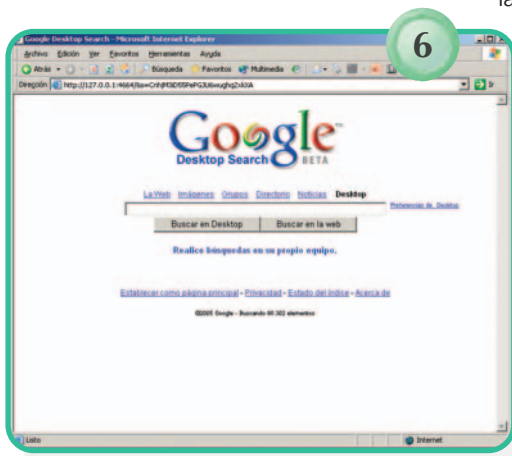 la
Google Desktop Search - Microsoft Internet Explorer
6
Archivo Edición Ver Favoritos Herramientas Ayuda
Atrás Búsqueda Favoritos Multimedia
Dirección Ir
Google
Desktop Search BETA
La Web Imágenes Grupos Directorio Noticias Desktop
Preferencias de Desktop
Buscar en Desktop Buscar en la web
Realice búsquedas en su propio equipo.
Establecer como página principal - Privacidad - Estado del índice - Acerca de
©2005 Google - Buscando elementos
Listo Internet